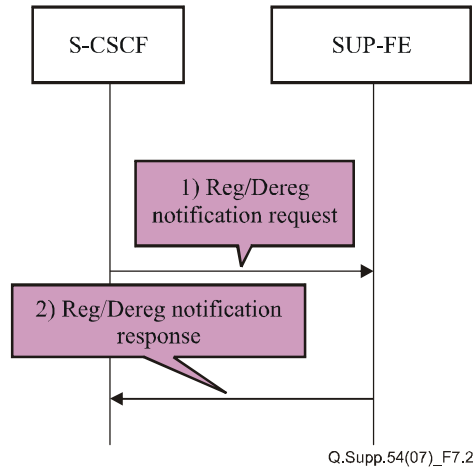 S-CSCF
SUP-FE
1) Reg/Dereg
notification request
2) Reg/Dereg notification
response
Q.Supp.54(07)_F7.2